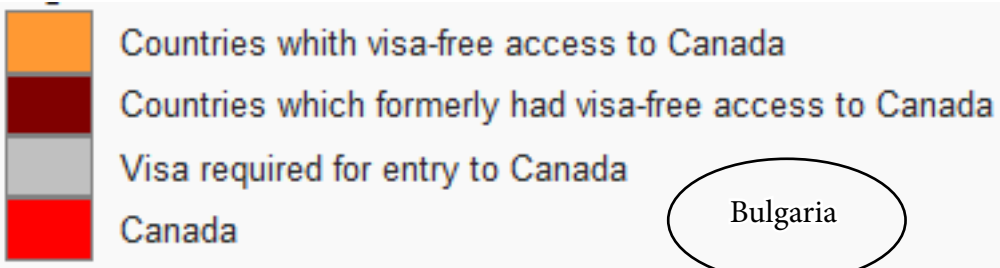 Countries whith visa-free access to Canada
Countries which formerly had visa-free access to Canada
Visa required for entry to Canada
Bulgaria
Canada